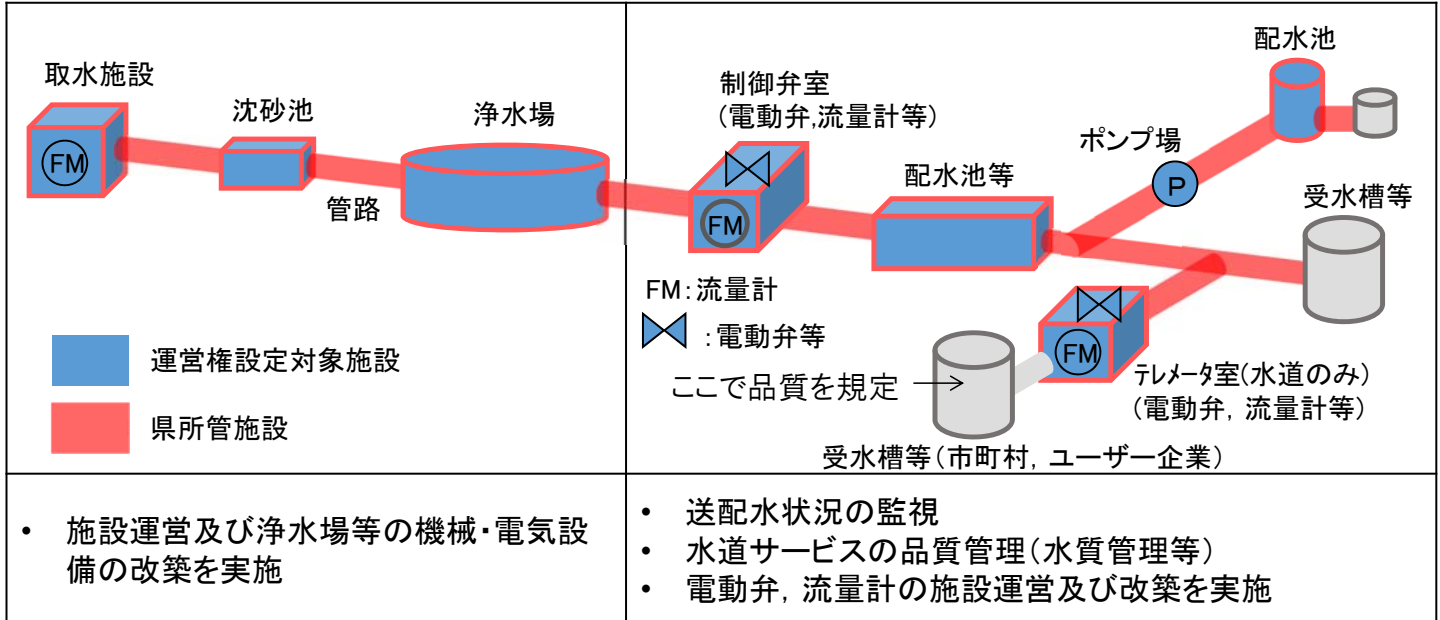 取水施設
沈砂池
浄水場
管路
FM
運営権設定対象施設
県所管施設
制御弁室
(電動弁,流量計等)
FM
配水池等
ポンプ場
P
配水池
受水槽等
FM:流量計
:電動弁等
ここで品質を規定
FM
テレメータ室(水道のみ)
(電動弁, 流量計等)
受水槽等(市町村, ユーザー企業)
• 施設運営及び浄水場等の機械・電気設
備の改築を実施
• 送配水状況の監視
• 水道サービスの品質管理(水質管理等)
• 電動弁, 流量計の施設運営及び改築を実施